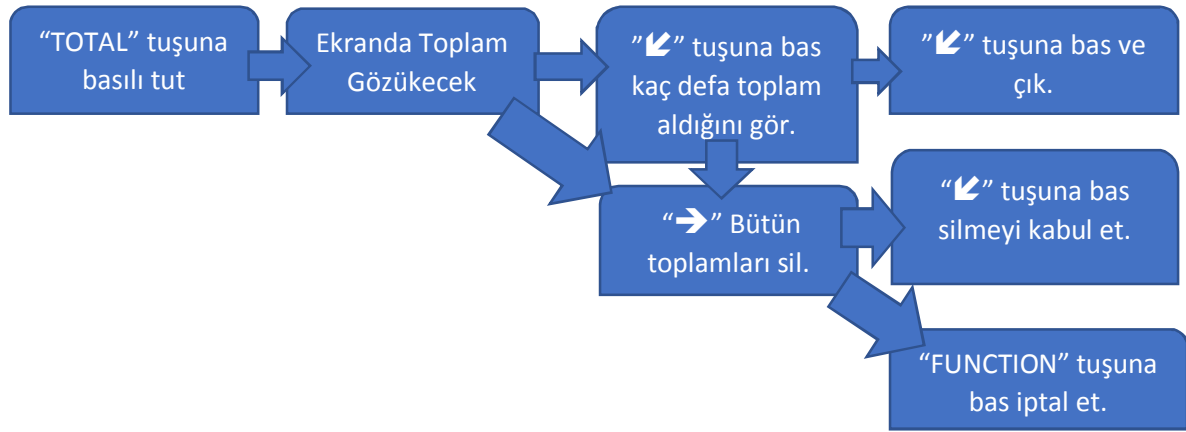 “TOTAL” tuşuna
basılı tut
Ekranda Toplam
Gözükecek
”🡿” tuşuna bas
kaç defa toplam
aldığını gör.
”🡿” tuşuna bas ve
çık.
“➔” Bütün
toplamları sil.
“🡿” tuşuna bas
silmeyi kabul et.
“FUNCTION” tuşuna
bas iptal et.